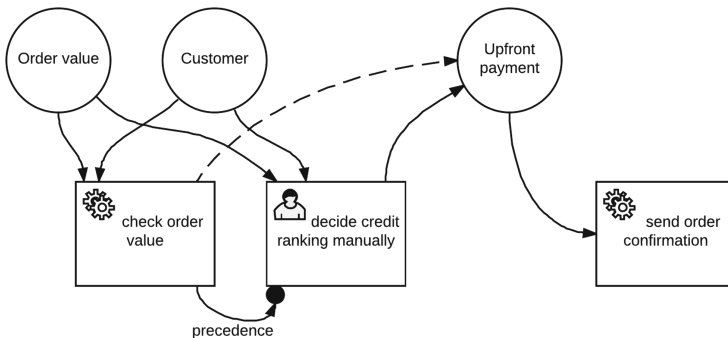 Order value
Customer
Upfront
payment
check order
value
decide credit
ranking manually
send order
confirmation
precedence